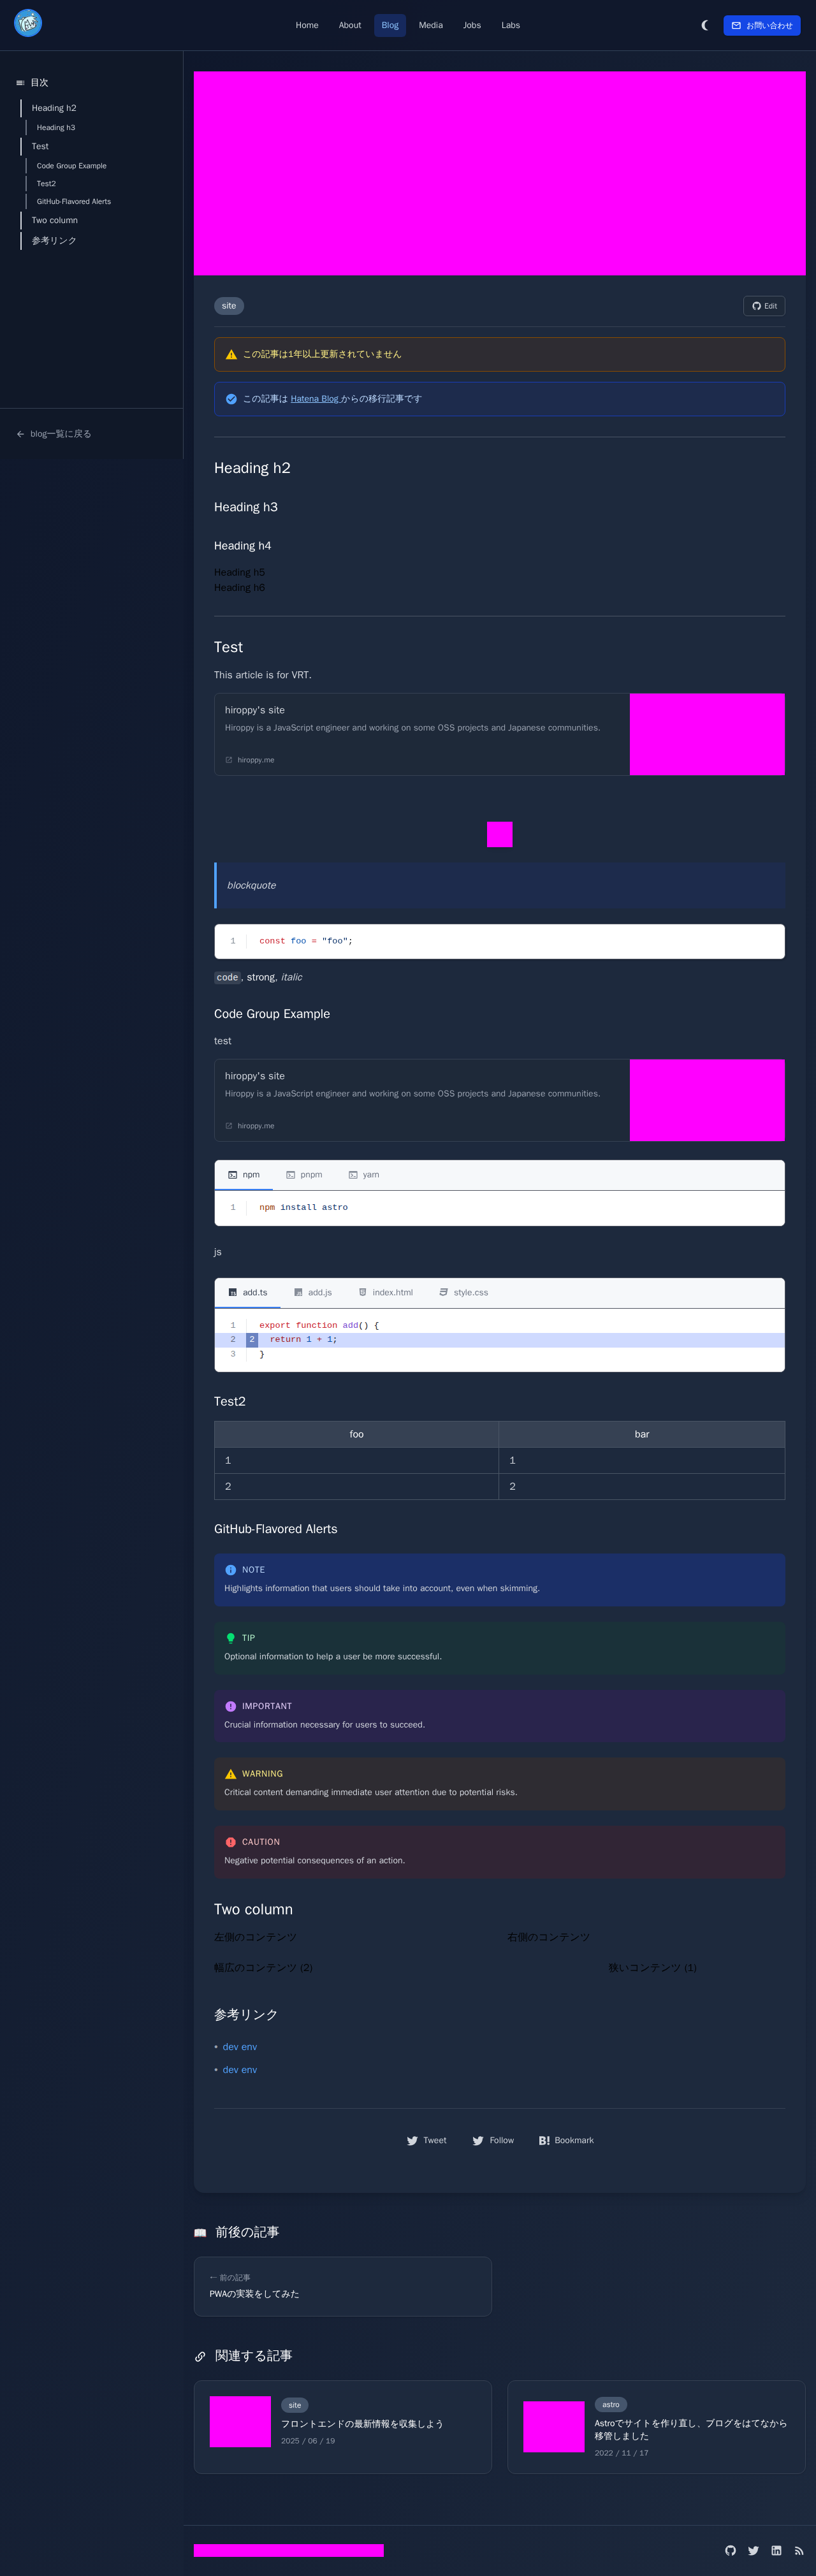 Home About Blog Media Jobs Labs お問い合わせ
目次
Heading h2
Heading h3
Test
Code Group Example
Test2
GitHub-Flavored Alerts
Two column
参考リンク
blog一覧に戻る
site Edit
この記事は1年以上更新されていません
この記事は Hatena Blog からの移行記事です
Heading h2
Heading h3
Heading h4
Heading h5
Heading h6
Test
This article is for VRT.
hiroppy's site
Hiroppy is a JavaScript engineer and working on some OSS projects and Japanese communities.
hiroppy.me
blockquote
1 const foo = "foo";
code, strong, italic
Code Group Example
test
hiroppy's site
Hiroppy is a JavaScript engineer and working on some OSS projects and Japanese communities.
hiroppy.me
npm pnpm yarn
1 npm install astro
js
add.ts add.js index.html style.css
1 export function add() {
2 2 return 1 + 1;
3 }
Test2
foo bar
1 1
2 2
GitHub-Flavored Alerts
NOTE
Highlights information that users should take into account, even when skimming.
TIP
Optional information to help a user be more successful.
IMPORTANT
Crucial information necessary for users to succeed.
WARNING
Critical content demanding immediate user attention due to potential risks.
CAUTION
Negative potential consequences of an action.
Two column
左側のコンテンツ 右側のコンテンツ
幅広のコンテンツ (2) 狭いコンテンツ (1)
参考リンク
• dev env
• dev env
Tweet Follow B! Bookmark
前後の記事
← 前の記事
PWAの実装をしてみた
関連する記事
site
フロントエンドの最新情報を収集しよう
2025 / 06 / 19
astro
Astroでサイトを作り直し、ブログをはてなから
移管しました
2022 / 11 / 17